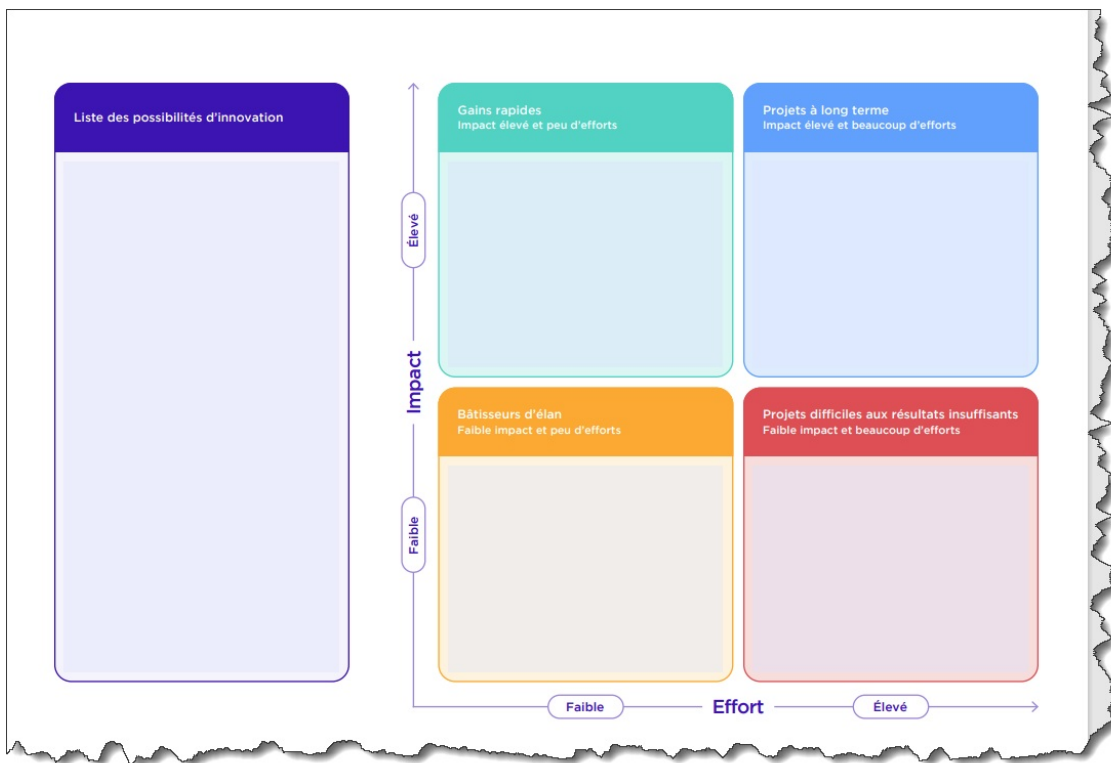 Liste des possibilités d'innovation
Gains rapides
Impact élevé et peu d'efforts
Projets à long terme
Impact élevé et beaucoup d'efforts
Élevé
Impact
Faible
Bâtisseurs d'élan
Faible impact et peu d'efforts
Projets difficiles aux résultats insuffisants
Faible impact et beaucoup d'efforts
Faible
Effort
Élevé